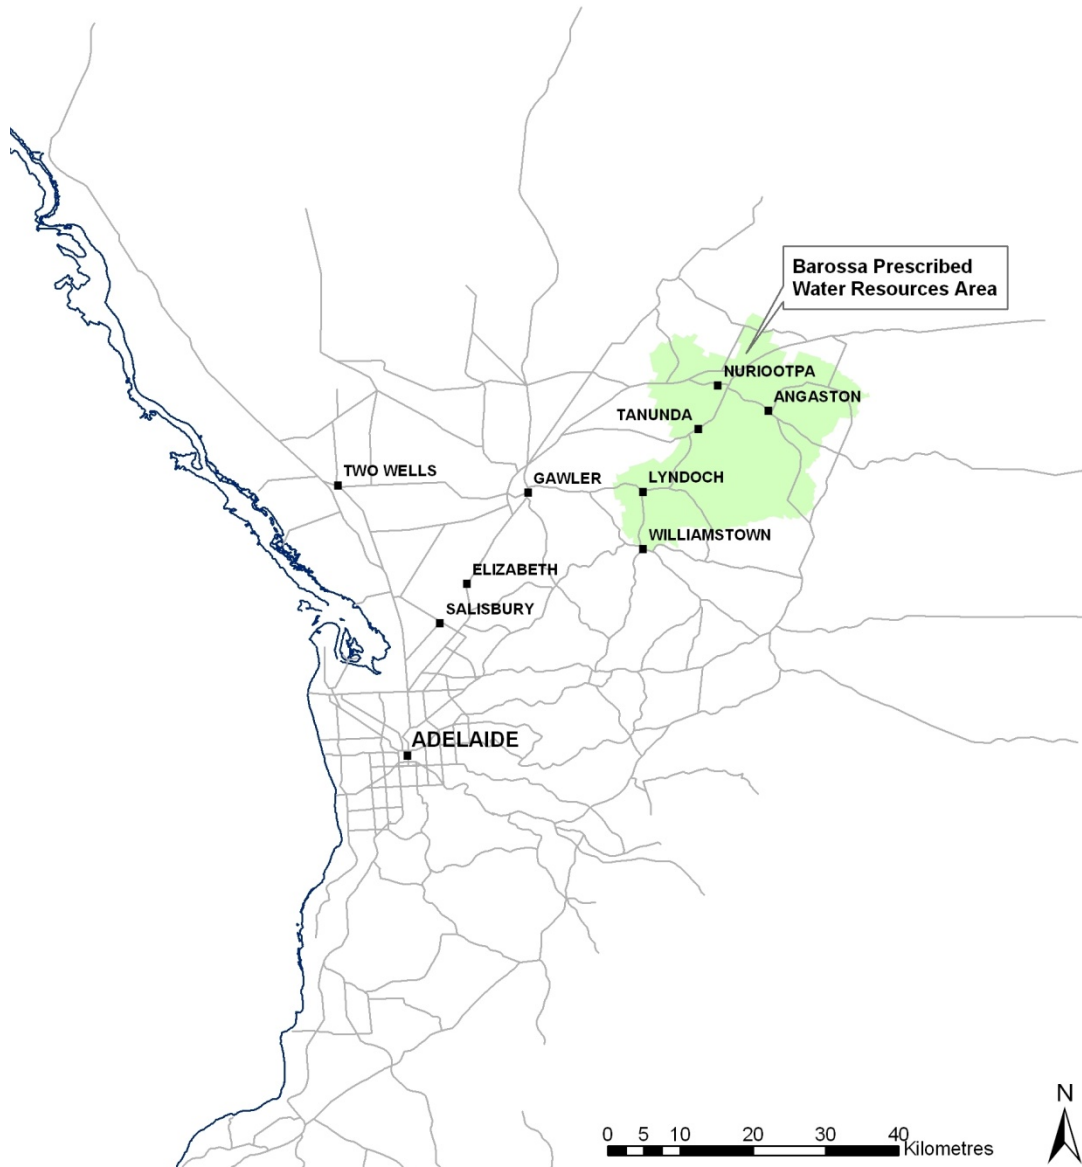 Barossa Prescribed
Water Resources Area
NURIOOTPA
ANGASTON
TANUNDA
TWO WELLS
GAWLER
LYNDOCH
WILLIAMSTOWN
ELIZABETH
SALISBURY
ADELAIDE
N
0 5 10 20 30 40
Kilometres